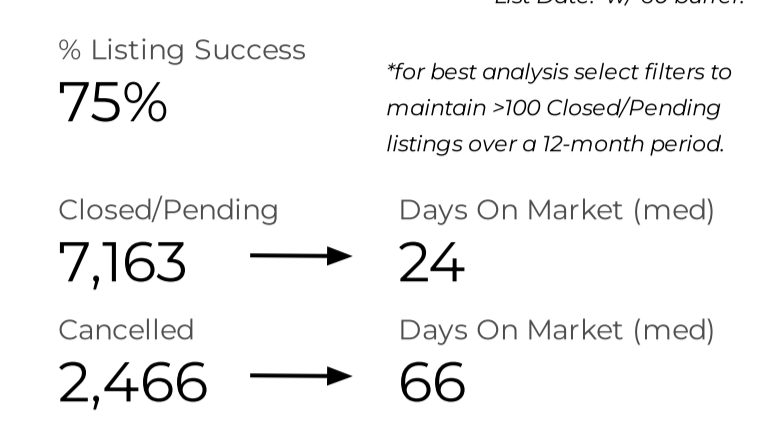 % Listing Success
75%
*for best analysis select filters to
maintain >100 Closed/Pending
listings over a 12-month period.
Closed/Pending
Days On Market (med)
7,163
24
Cancelled
Days On Market (med)
2,466
66